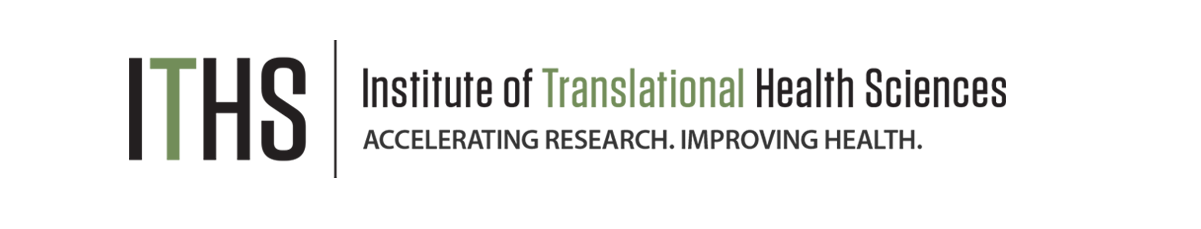 ITHS
Institute of Translational Health Sciences
ACCELERATING RESEARCH. IMPROVING HEALTH.